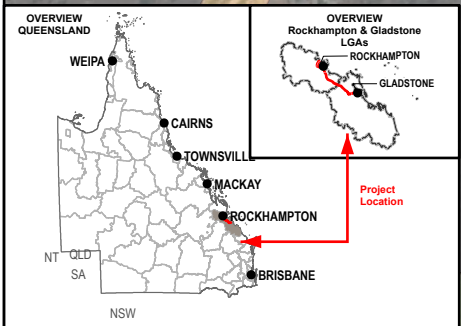 OVERVIEW
QUEENSLAND
WEIPA
CAIRNS
TOWNSVILLE
MACKAY
ROCKHAMPTON
BRISBANE
NT QLD
SA
NSW
OVERVIEW
Rockhampton & Gladstone
LGAs
ROCKHAMPTON
GLADSTONE
Project
Location